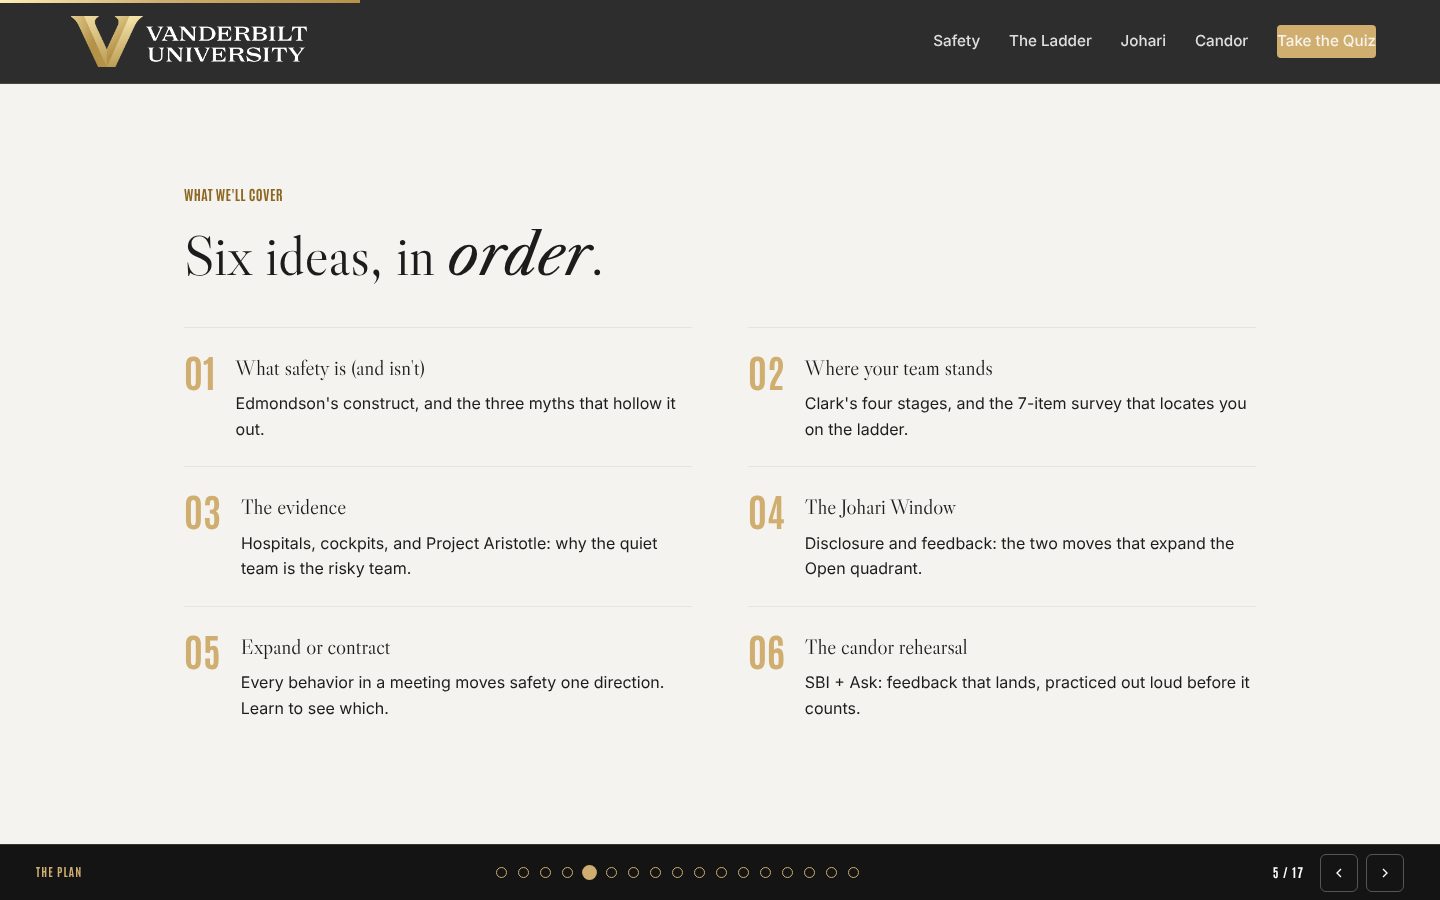 VANDERBILT
UNIVERSITY
Safety
The Ladder
Johari
Candor
Take the Quiz
WHAT WE'LL COVER
Six ideas, in order.
01
What safety is (and isn't)
Edmondson's construct, and the three myths that hollow it
out.
02
Where your team stands
Clark's four stages, and the 7-item survey that locates you
on the ladder.
03
The evidence
Hospitals, cockpits, and Project Aristotle: why the quiet
team is the risky team.
04
The Johari Window
Disclosure and feedback: the two moves that expand the
Open quadrant.
05
Expand or contract
Every behavior in a meeting moves safety one direction.
Learn to see which.
06
The candor rehearsal
SBI + Ask: feedback that lands, practiced out loud before it
counts.
THE PLAN
5 / 17